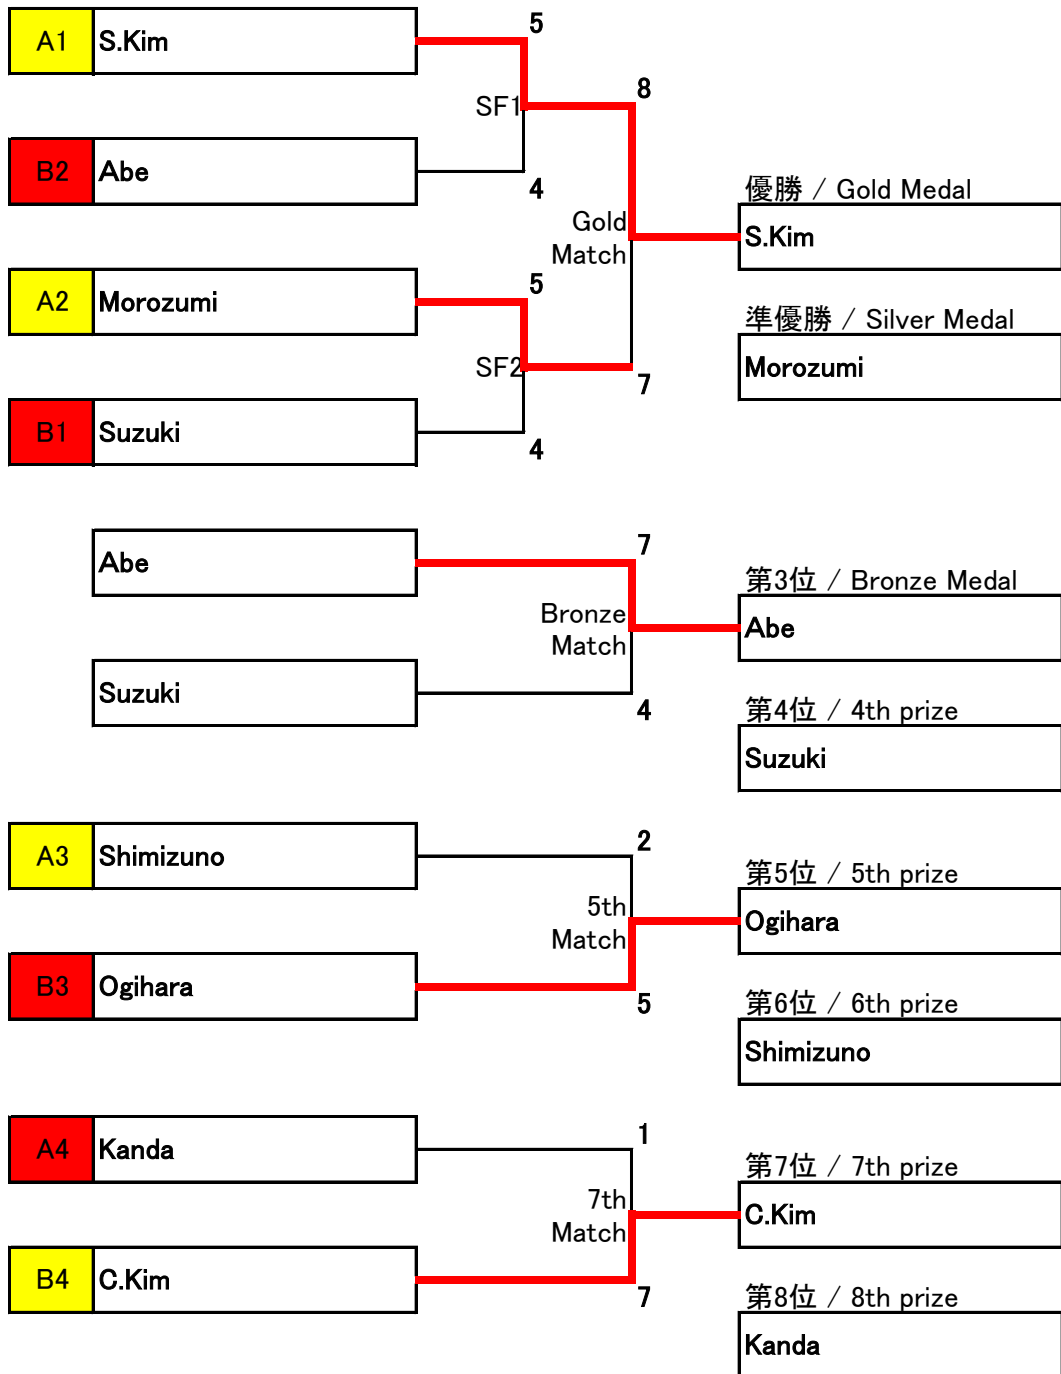 5
A1 S.Kim
8
SF1
B2 Abe
4
優勝 / Gold Medal
Gold
Match
S.Kim
5
A2 Morozumi
準優勝 / Silver Medal
SF2
7
Morozumi
B1 Suzuki
4
7
Abe
第3位 / Bronze Medal
Bronze
Match
Abe
Suzuki
4
第4位 / 4th prize
Suzuki
2
A3 Shimizuno
第5位 / 5th prize
5th
Match
Ogihara
B3 Ogihara
5
第6位 / 6th prize
Shimizuno
1
A4 Kanda
第7位 / 7th prize
7th
Match
C.Kim
B4 C.Kim
7
第8位 / 8th prize
Kanda